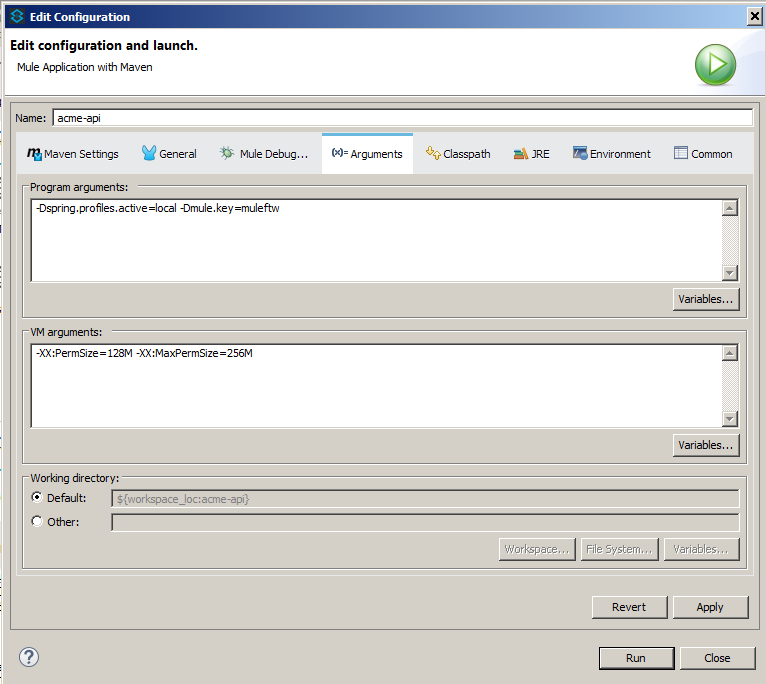 Edit Configuration
Edit configuration and launch.
Mule Application with Maven
Name: acme-api
Maven Settings General Mule Debug... (x)= Arguments Classpath JRE Environment Common
Program arguments:
-Dspring.profiles.active=local -Dmule.key=muleftw
Variables...
VM arguments:
-XX:PermSize=128M -XX:MaxPermSize=256M
Variables...
Working directory:
Default: ${workspace_loc:acme-api}
Other:
Workspace... File System... Variables...
Revert Apply
? Run Close